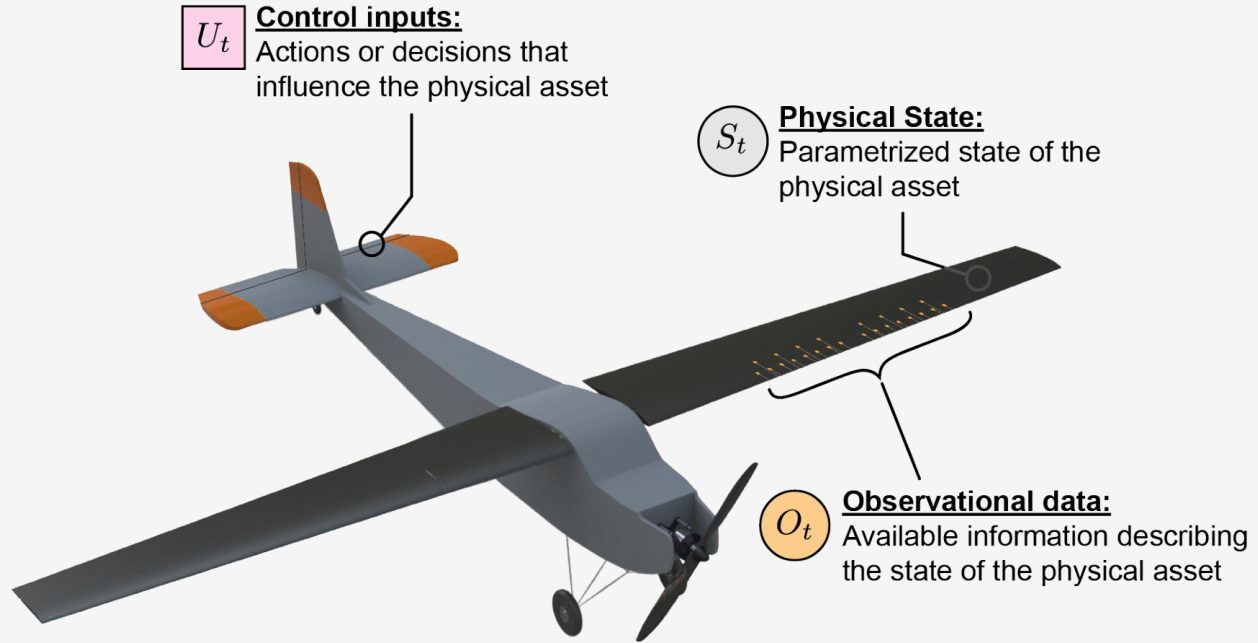 U_t
Control inputs:
Actions or decisions that
influence the physical asset
S_t
Physical State:
Parametrized state of the
physical asset
O_t
Observational data:
Available information describing
the state of the physical asset